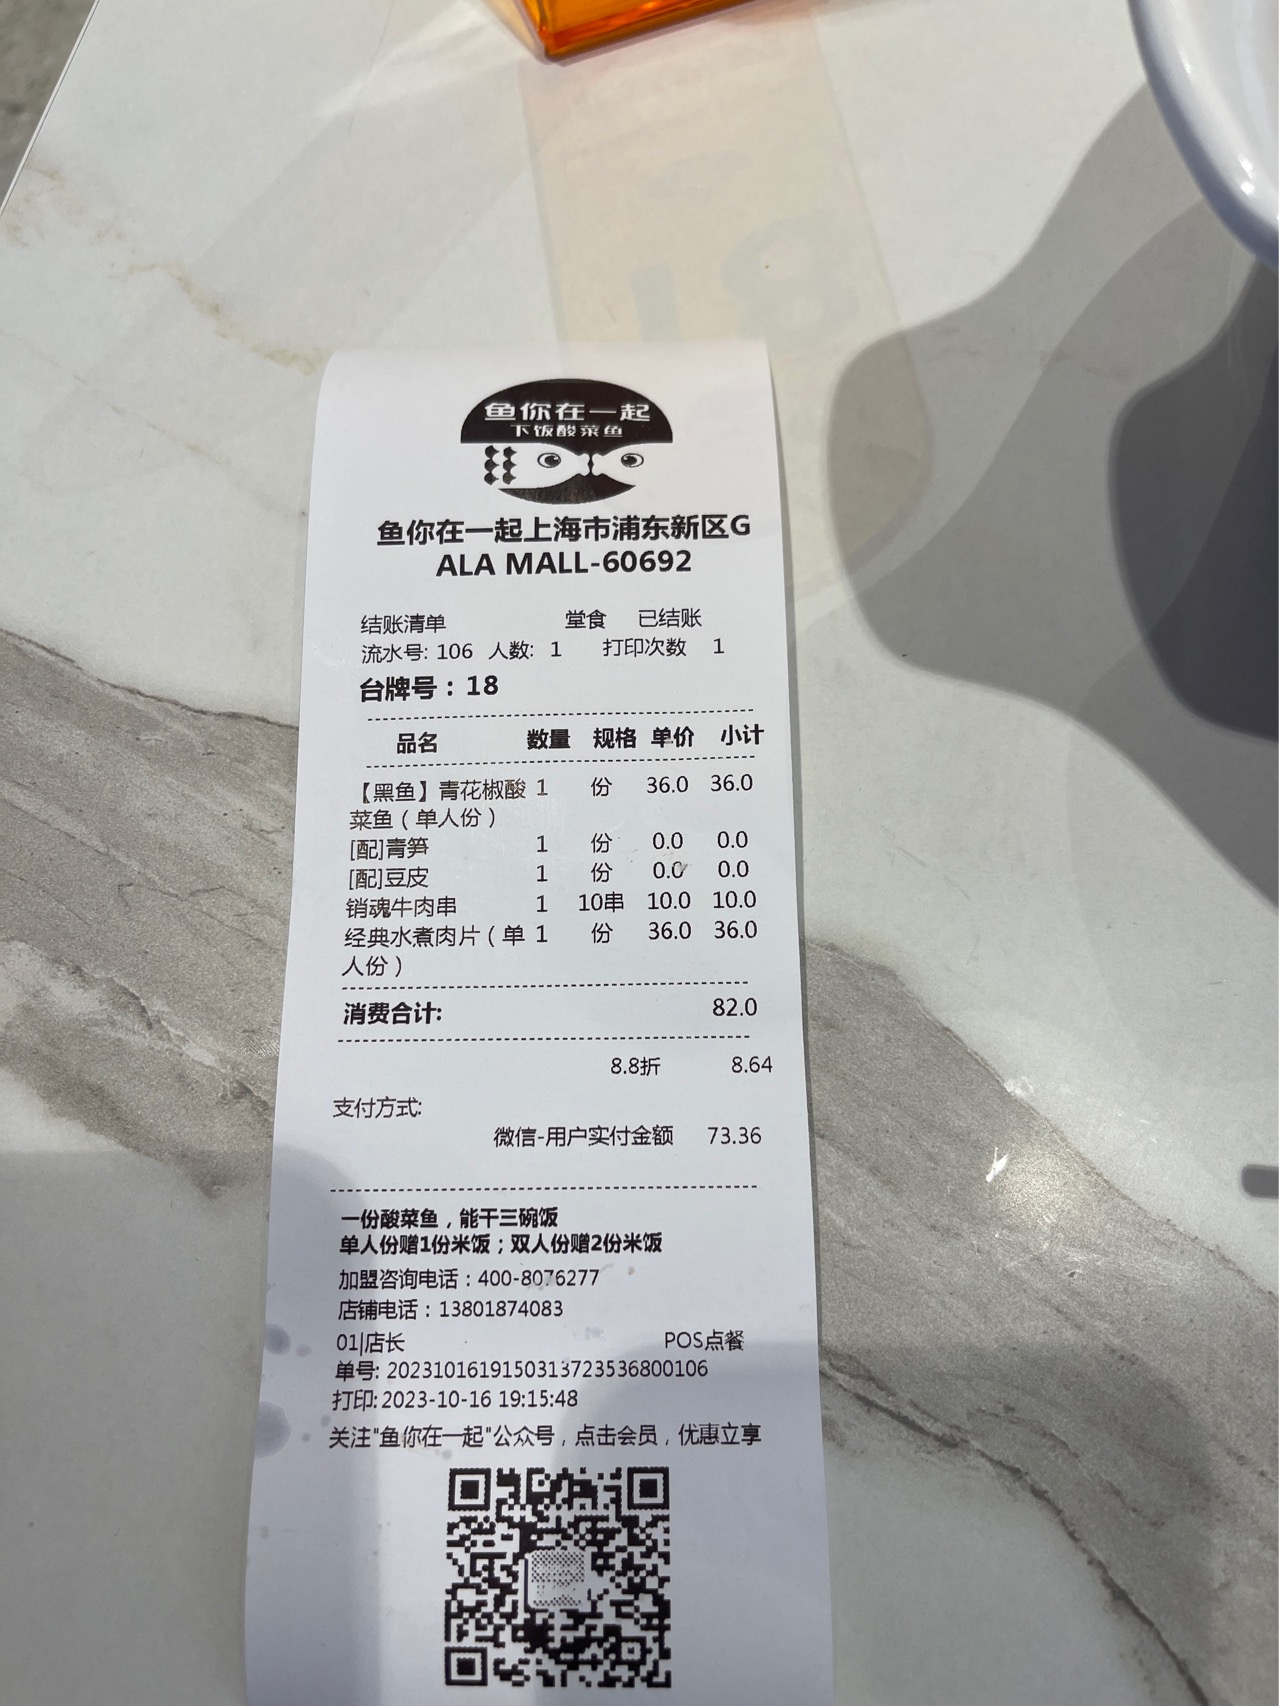 鱼你在一起
下饭酸菜鱼
鱼你在一起上海市浦东新区G
ALA MALL-60692
结账清单 堂食 已结账
流水号: 106 人数: 1 打印次数 1
台牌号：18
品名 数量 规格 单价 小计
【黑鱼】青花椒酸 1 份 36.0 36.0
菜鱼（单人份）
[配]青笋 1 份 0.0 0.0
[配]豆皮 1 份 0.0 0.0
销魂牛肉串 1 10串 10.0 10.0
经典水煮肉片（单 1 份 36.0 36.0
人份）
消费合计: 82.0
8.8折 8.64
支付方式:
微信-用户实付金额 73.36
一份酸菜鱼，能干三碗饭
单人份赠1份米饭；双人份赠2份米饭
加盟咨询电话：400-8076277
店铺电话：13801874083
01|店长 POS点餐
单号: 20231016191503137235368​00106
打印: 2023-10-16 19:15:48
关注"鱼你在一起"公众号，点击会员，优惠立享